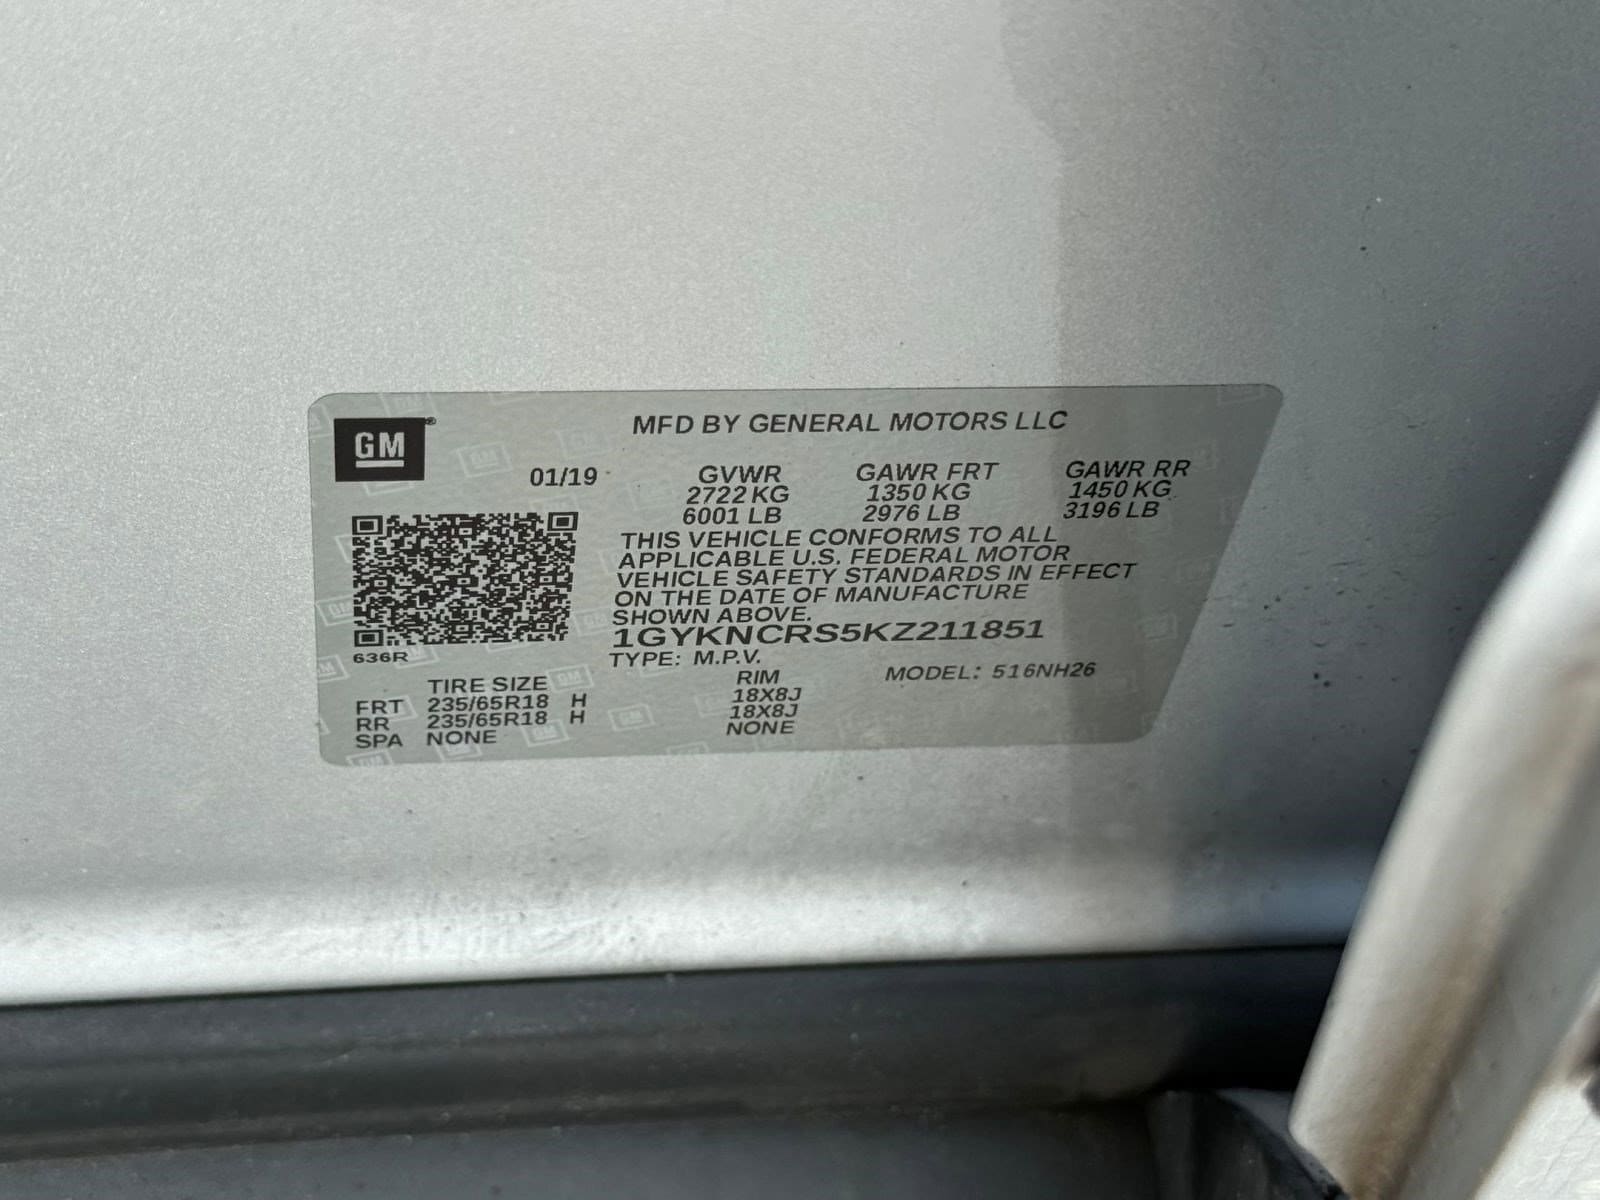 GM®
MFD BY GENERAL MOTORS LLC
01/19 GVWR GAWR FRT GAWR RR
2722 KG 1350 KG 1450 KG
6001 LB 2976 LB 3196 LB
THIS VEHICLE CONFORMS TO ALL
APPLICABLE U.S. FEDERAL MOTOR
VEHICLE SAFETY STANDARDS IN EFFECT
ON THE DATE OF MANUFACTURE
SHOWN ABOVE.
1GYKNCRS5KZ211851
636R TYPE: M.P.V. MODEL: 516NH26
TIRE SIZE RIM
FRT 235/65R18 H 18X8J
RR 235/65R18 H 18X8J
SPA NONE NONE